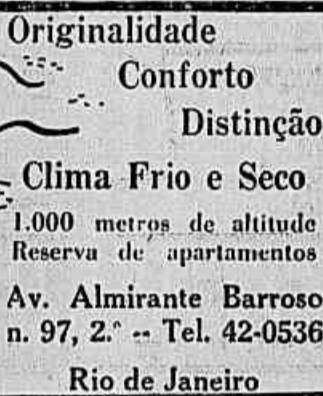 Originalidade
Conforto
Distinção
Clima Frio e Seco
1.000 metros de altitude
Reserva de apartamentos
Av. Almirante Barroso
n. 97, 2.° -- Tel. 42-0536
Rio de Janeiro